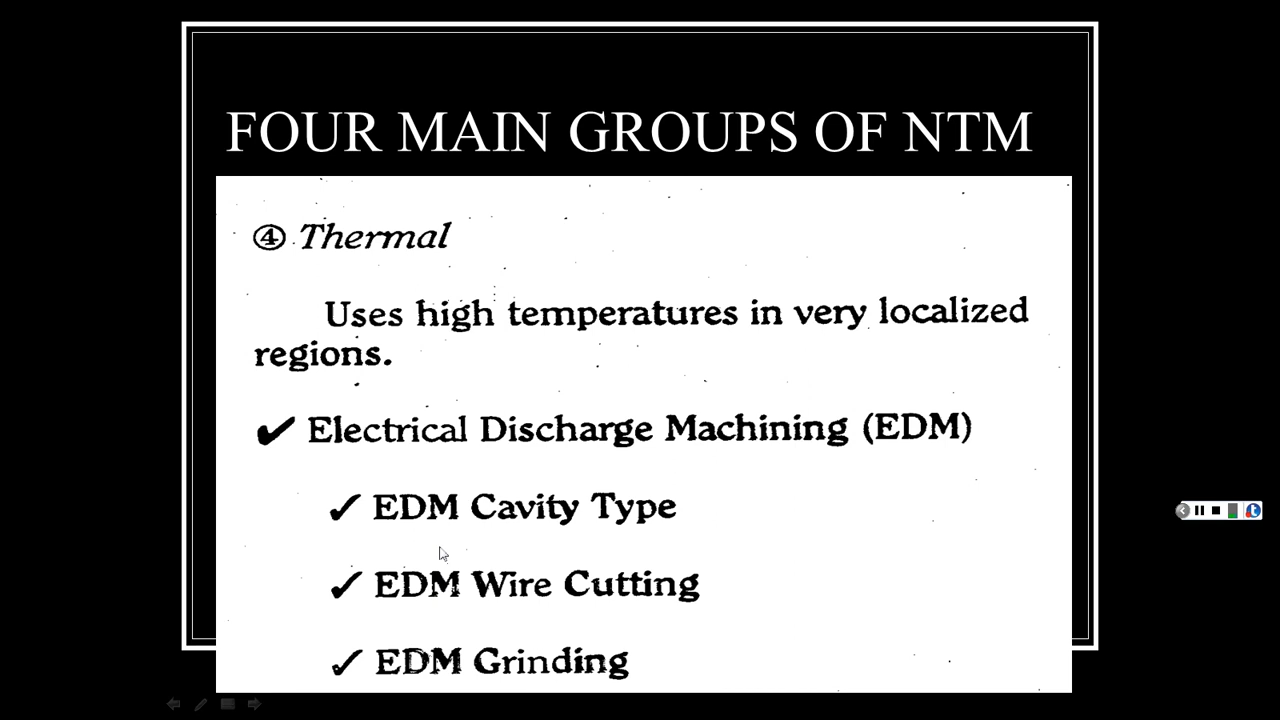 FOUR MAIN GROUPS OF NTM
④ Thermal
Uses high temperatures in very localized
regions.
✔ Electrical Discharge Machining (EDM)
✓ EDM Cavity Type
✓ EDM Wire Cutting
✓ EDM Grinding